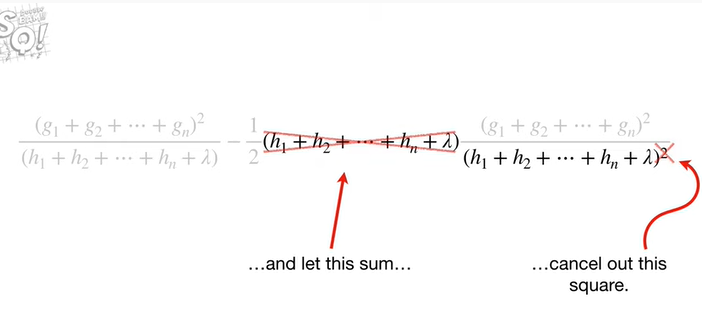 S
Q!
(g₁ + g₂ + ··· + gₙ)² / (h₁ + h₂ + ··· + hₙ + λ) − 1/2 (h₁ + h₂ + ··· + hₙ + λ) (g₁ + g₂ + ··· + gₙ)² / (h₁ + h₂ + ··· + hₙ + λ)²
…and let this sum…
…cancel out this
square.